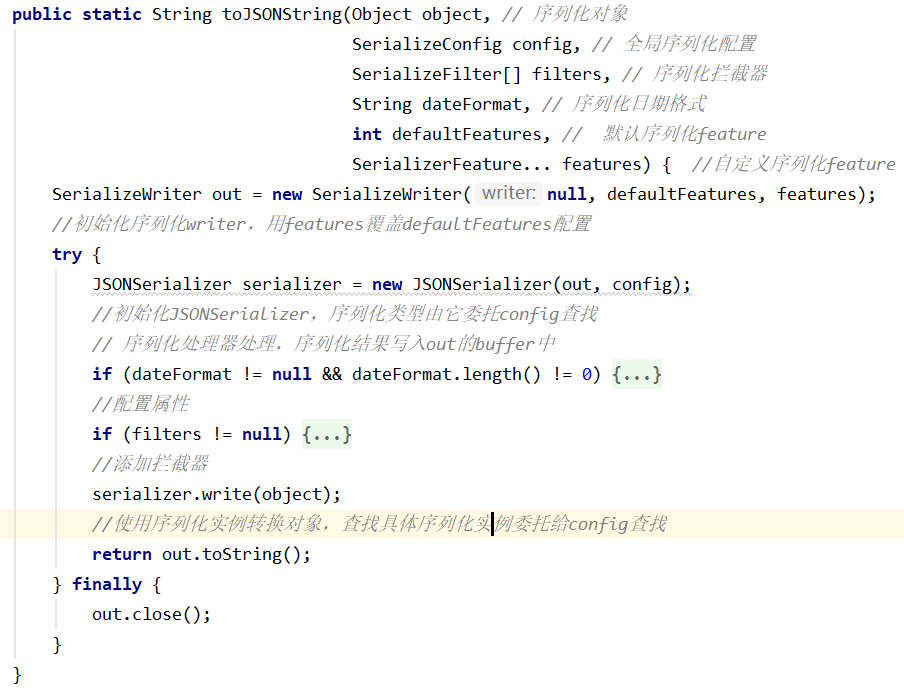 public static String toJSONString(Object object, // 序列化对象
SerializeConfig config, // 全局序列化配置
SerializeFilter[] filters, // 序列化拦截器
String dateFormat, // 序列化日期格式
int defaultFeatures, //  默认序列化feature
SerializerFeature... features) {  //自定义序列化feature
SerializeWriter out = new SerializeWriter( writer: null, defaultFeatures, features);
//初始化序列化writer，用features覆盖defaultFeatures配置
try {
JSONSerializer serializer = new JSONSerializer(out, config);
//初始化JSONSerializer，序列化类型由它委托config查找
// 序列化处理器处理，序列化结果写入out的buffer中
if (dateFormat != null && dateFormat.length() != 0) {...}
//配置属性
if (filters != null) {...}
//添加拦截器
serializer.write(object);
//使用序列化实例转换对象，查找具体序列化实例委托给config查找
return out.toString();
} finally {
out.close();
}
}